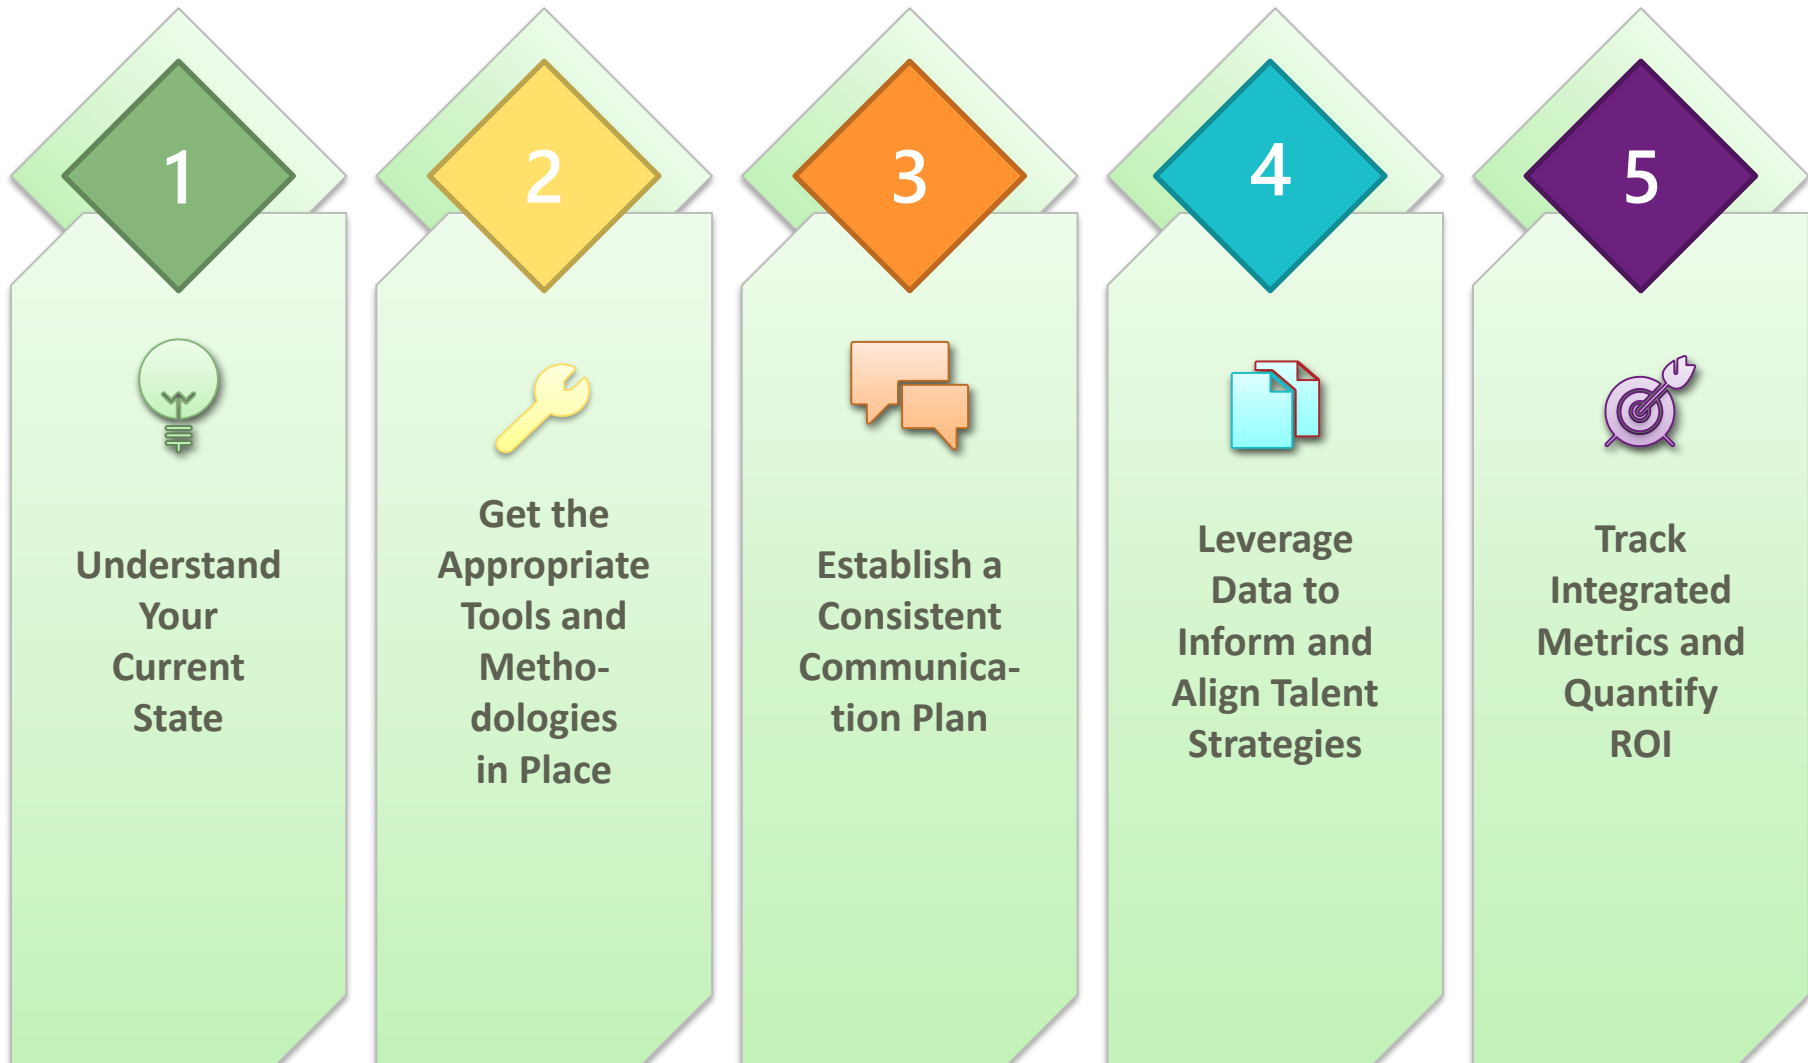 1
Understand
Your
Current
State
2
Get the
Appropriate
Tools and
Metho-
dologies
in Place
3
Establish a
Consistent
Communica-
tion Plan
4
Leverage
Data to
Inform and
Align Talent
Strategies
5
Track
Integrated
Metrics and
Quantify
ROI